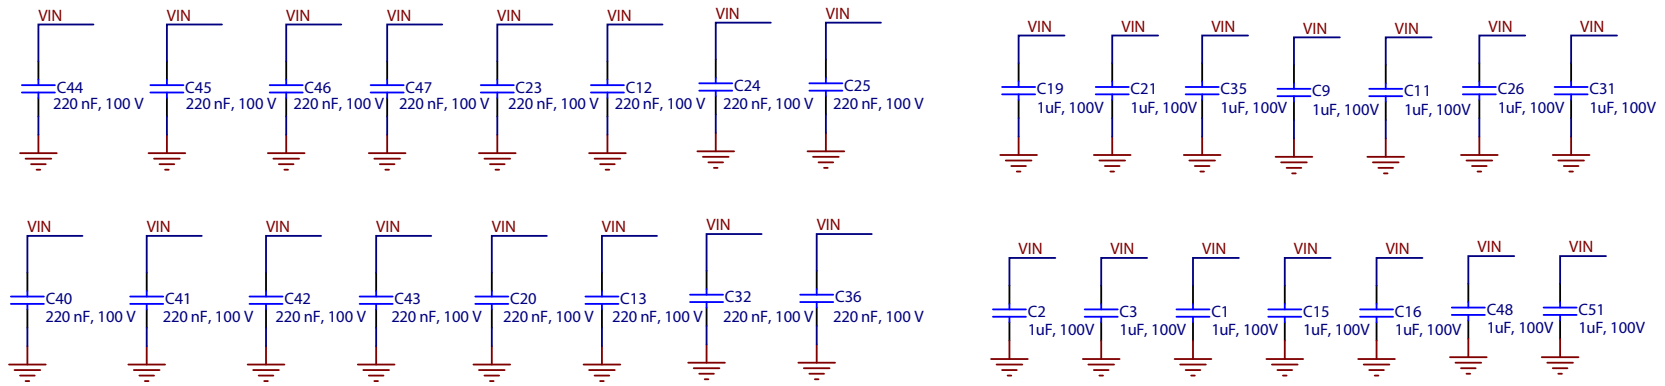 VIN VIN VIN VIN VIN VIN VIN VIN
C44 C45 C46 C47 C23 C12 C24 C25
220 nF, 100 V 220 nF, 100 V 220 nF, 100 V 220 nF, 100 V 220 nF, 100 V 220 nF, 100 V 220 nF, 100 V 220 nF, 100 V
VIN VIN VIN VIN VIN VIN VIN
C19 C21 C35 C9 C11 C26 C31
1uF, 100V 1uF, 100V 1uF, 100V 1uF, 100V 1uF, 100V 1uF, 100V 1uF, 100V
VIN VIN VIN VIN VIN VIN VIN VIN
C40 C41 C42 C43 C20 C13 C32 C36
220 nF, 100 V 220 nF, 100 V 220 nF, 100 V 220 nF, 100 V 220 nF, 100 V 220 nF, 100 V 220 nF, 100 V 220 nF, 100 V
VIN VIN VIN VIN VIN VIN VIN
C2 C3 C1 C15 C16 C48 C51
1uF, 100V 1uF, 100V 1uF, 100V 1uF, 100V 1uF, 100V 1uF, 100V 1uF, 100V